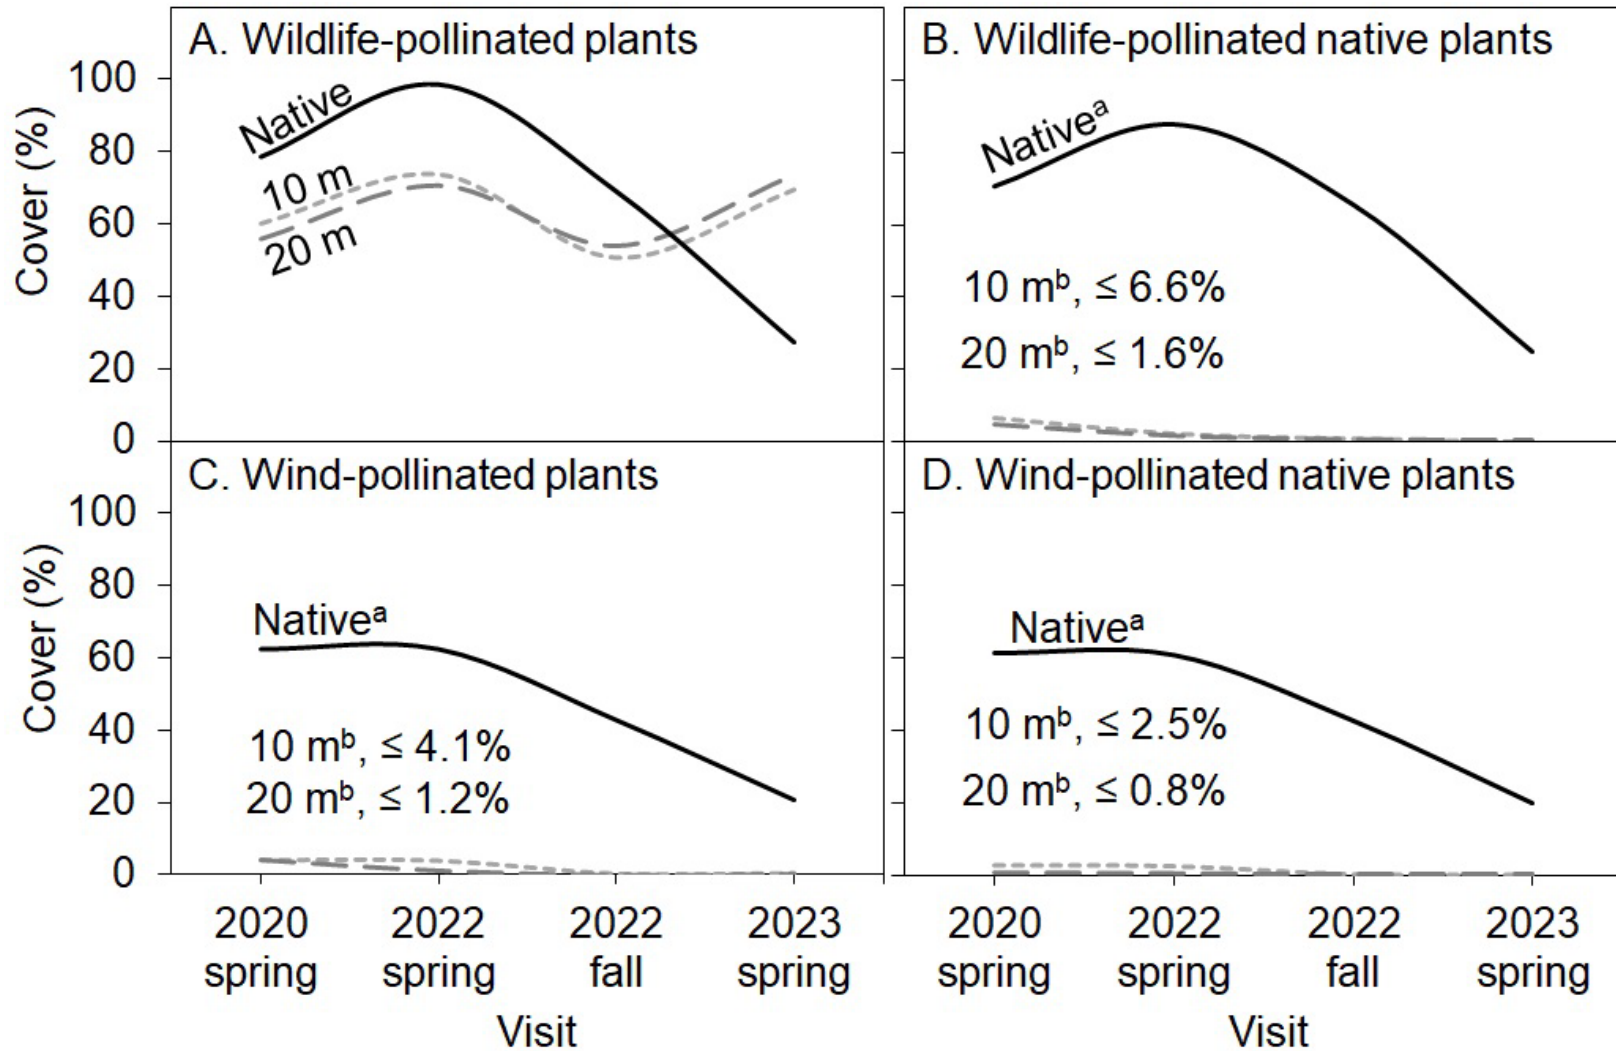 A. Wildlife-pollinated plants
B. Wildlife-pollinated native plants
Cover (%)
100
80
60
40
20
0
Native
10 m
20 m
Nativeᵃ
10 mᵇ, ≤ 6.6%
20 mᵇ, ≤ 1.6%
C. Wind-pollinated plants
D. Wind-pollinated native plants
Cover (%)
100
80
60
40
20
0
Nativeᵃ
10 mᵇ, ≤ 4.1%
20 mᵇ, ≤ 1.2%
Nativeᵃ
10 mᵇ, ≤ 2.5%
20 mᵇ, ≤ 0.8%
2020 2022 2022 2023
spring spring fall spring
Visit
2020 2022 2022 2023
spring spring fall spring
Visit